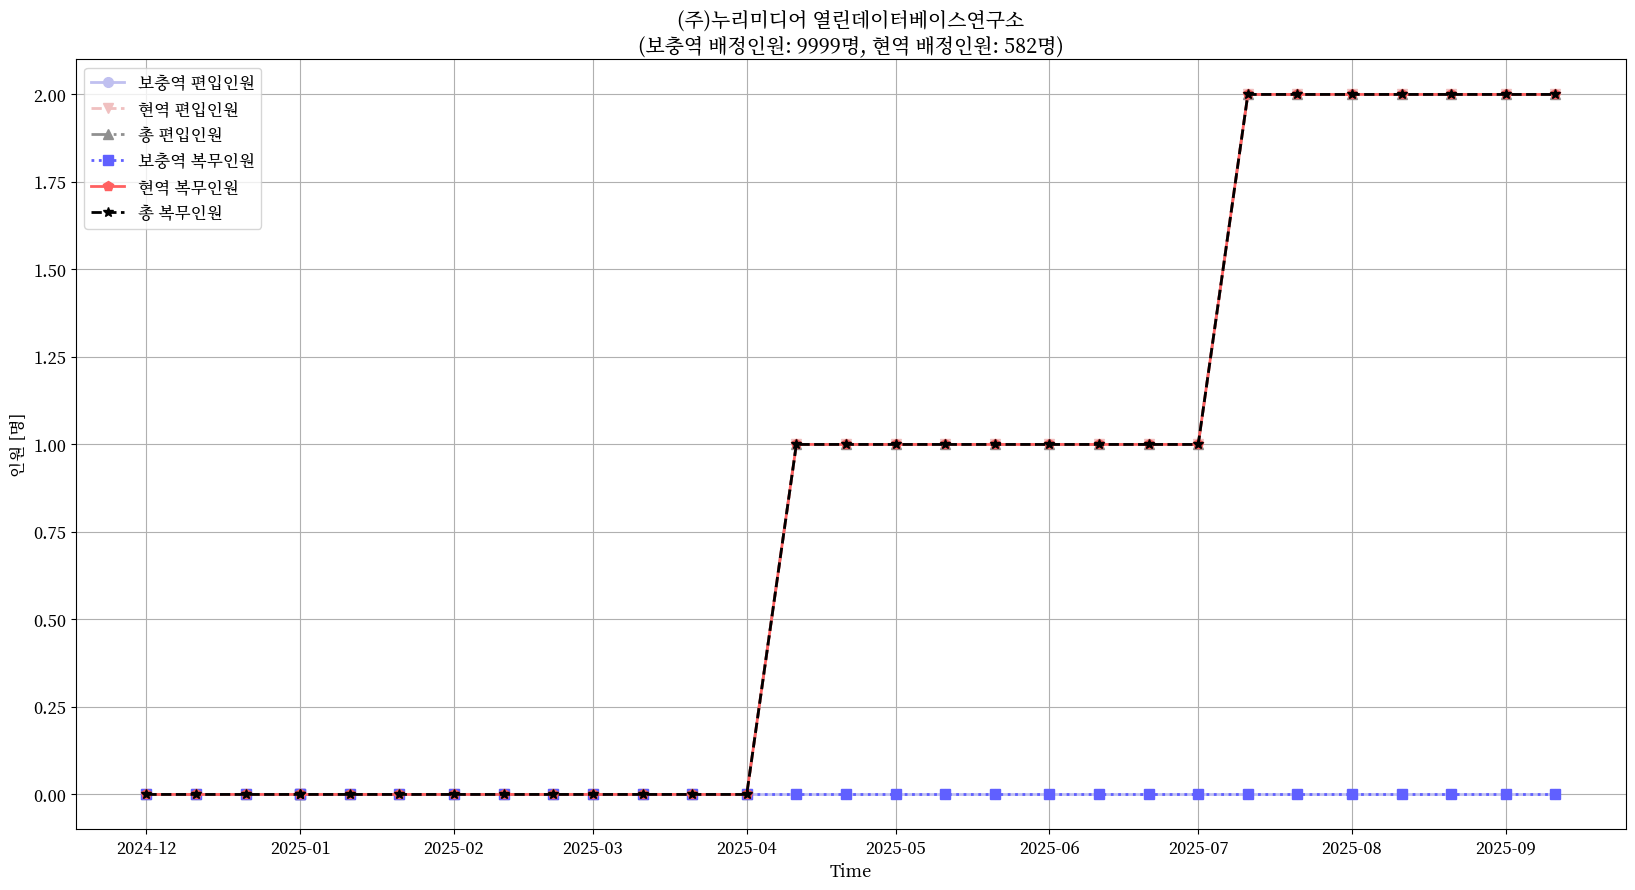 (주)누리미디어 열린데이터베이스연구소
(보충역 배정인원: 9999명, 현역 배정인원: 582명)
보충역 편입인원
현역 편입인원
총 편입인원
보충역 복무인원
현역 복무인원
총 복무인원
2.00
1.75
1.50
1.25
1.00
0.75
0.50
0.25
0.00
인원 [명]
2024-12 2025-01 2025-02 2025-03 2025-04 2025-05 2025-06 2025-07 2025-08 2025-09
Time